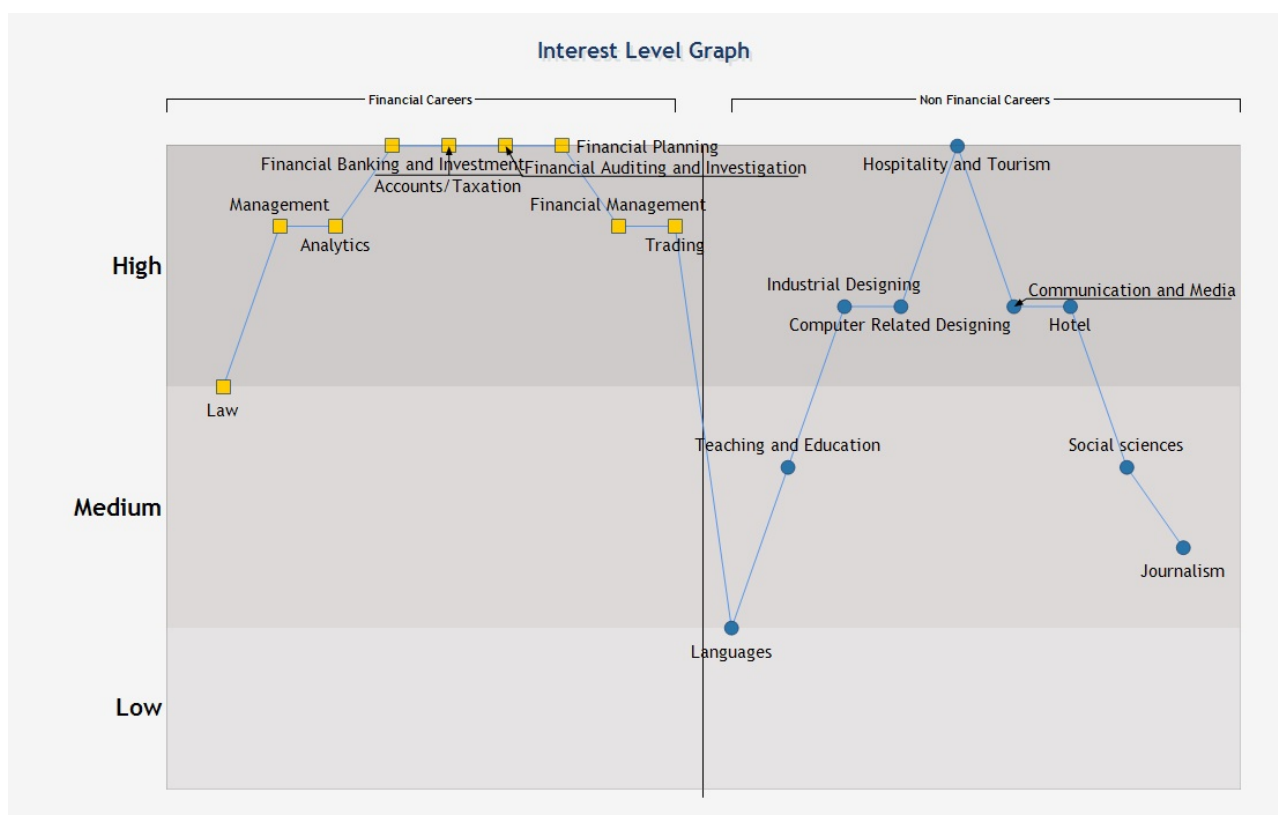 Interest Level Graph
Financial Careers
Non Financial Careers
Financial Planning
Financial Banking and Investment
Financial Auditing and Investigation
Hospitality and Tourism
Accounts/Taxation
Management
Financial Management
Analytics
Trading
High
Industrial Designing
Communication and Media
Computer Related Designing
Hotel
Law
Teaching and Education
Social sciences
Medium
Journalism
Languages
Low